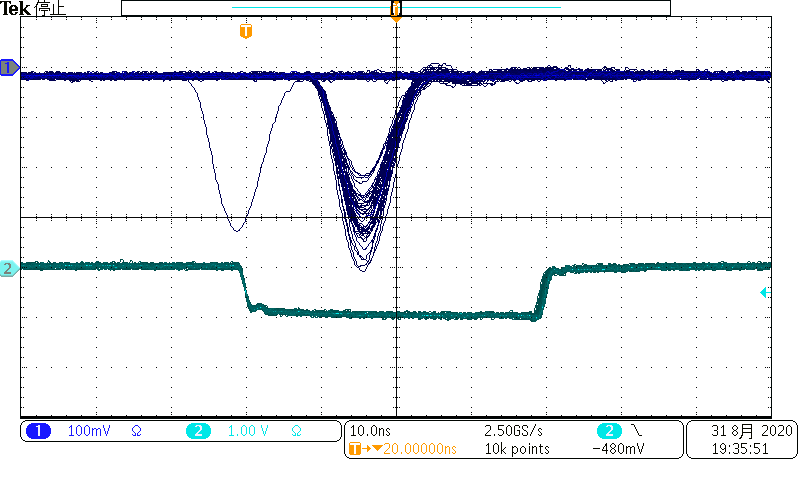 Tek 停止
T
1
2
1 100mV Ω 2 1.00 V Ω
10.0ns 2.50GS/s 2
T→▼20.00000ns 10k points −480mV
31 8月 2020
19:35:51